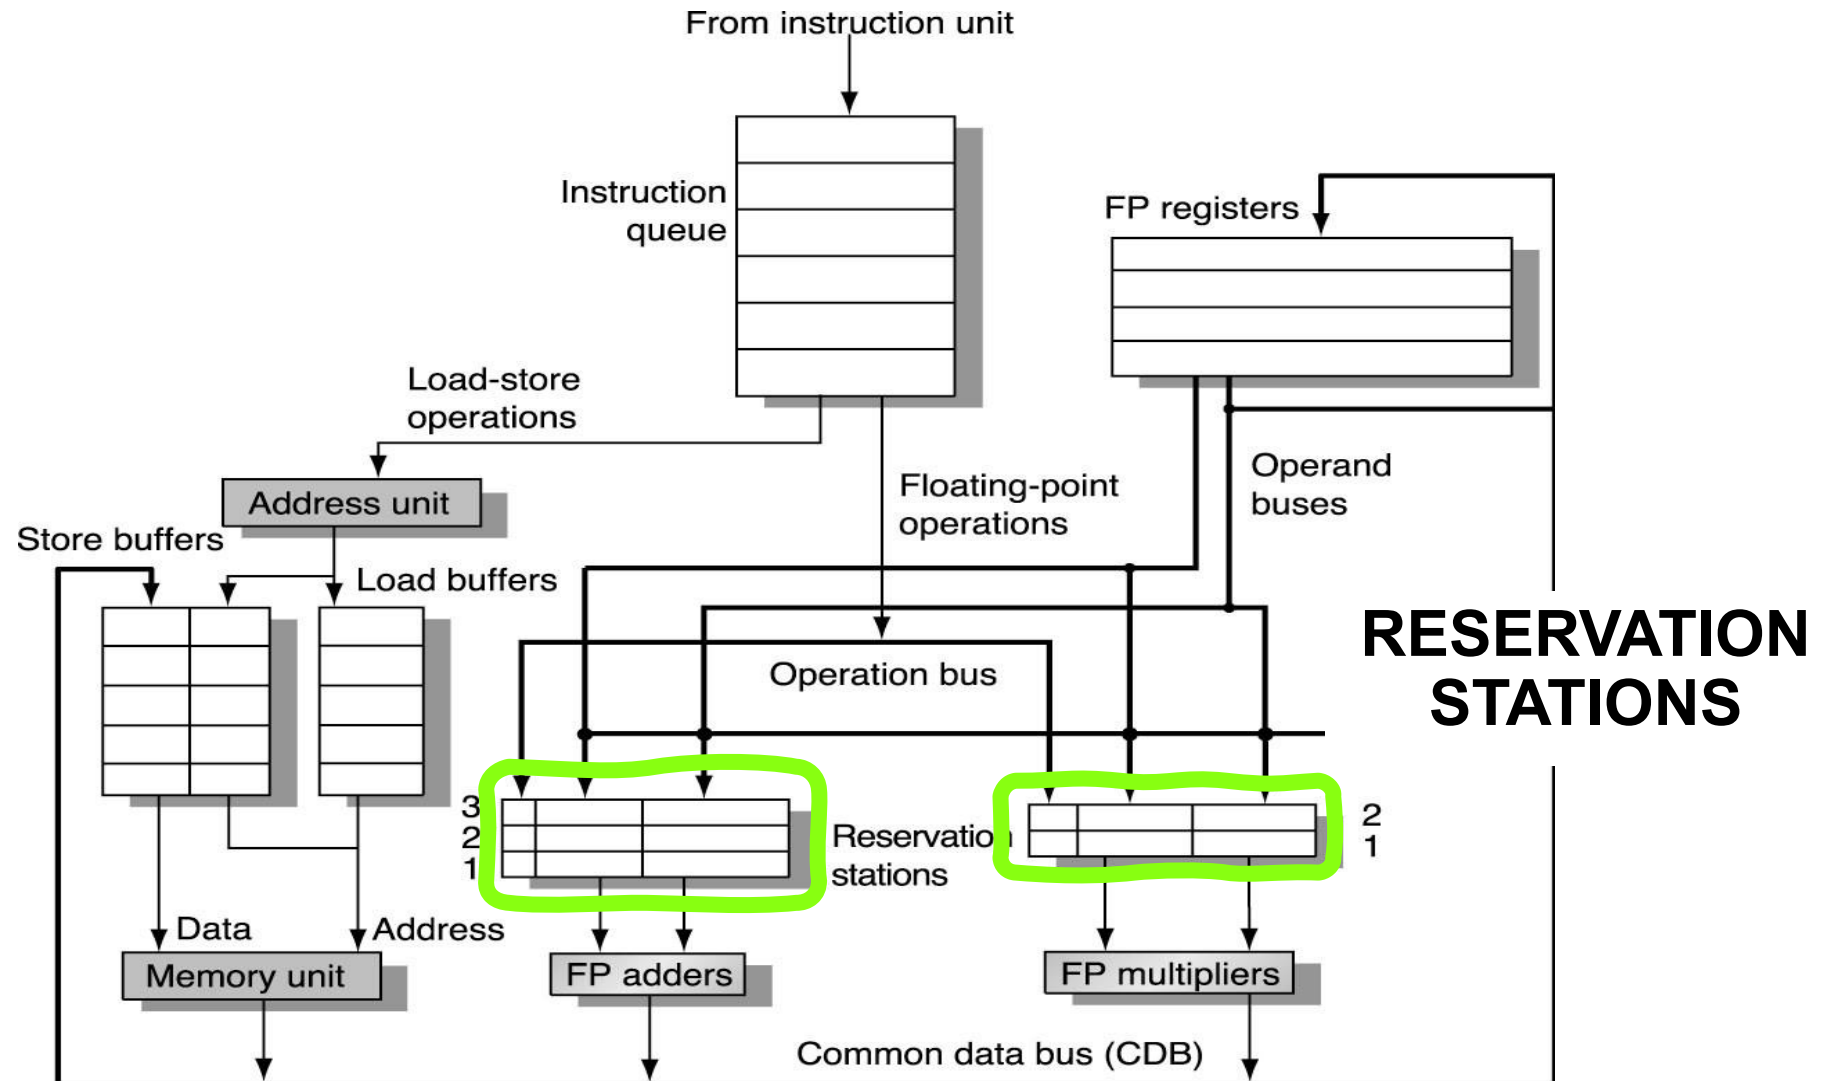 From instruction unit
Instruction
queue
FP registers
Load-store
operations
Operand
buses
Floating-point
operations
Address unit
Store buffers
Load buffers
RESERVATION
STATIONS
Operation bus
3
2
1
Reservation
stations
2
1
Data
Address
Memory unit
FP adders
FP multipliers
Common data bus (CDB)